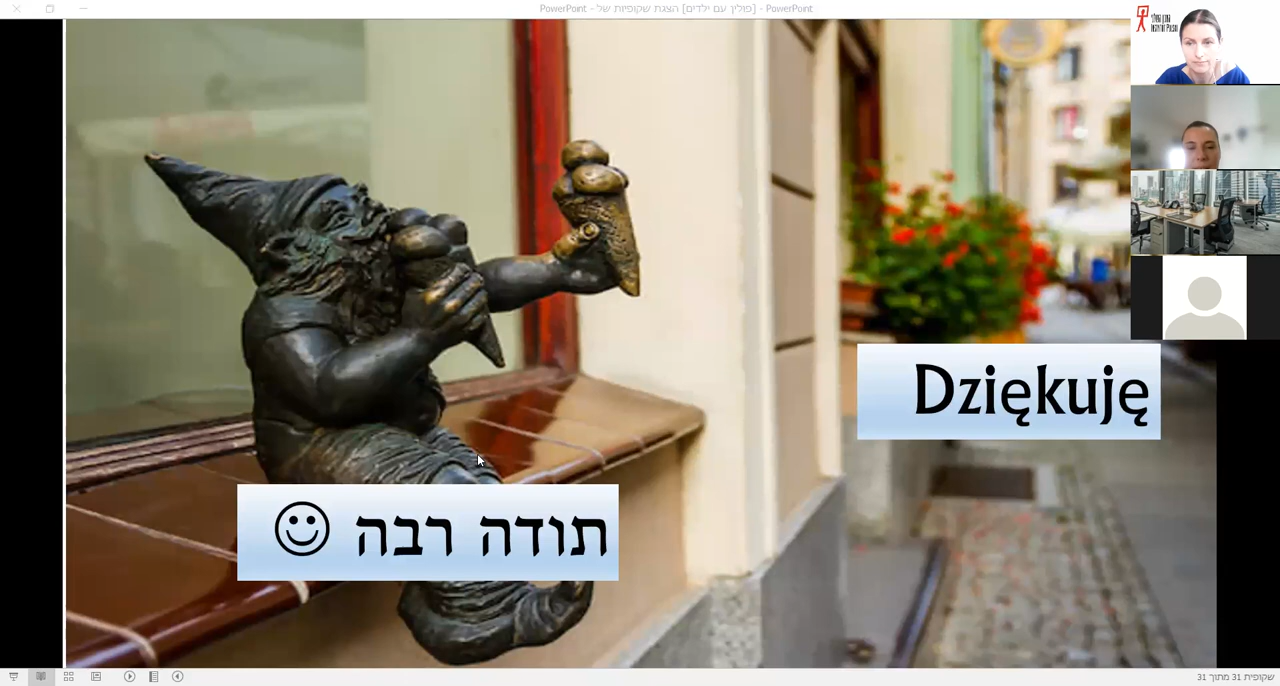 PowerPoint - הצגת שקופיות של - [פולין עם ילדים] - PowerPoint
Dziękuję
תודה רבה ☺
שקופית 31 מתוך 31